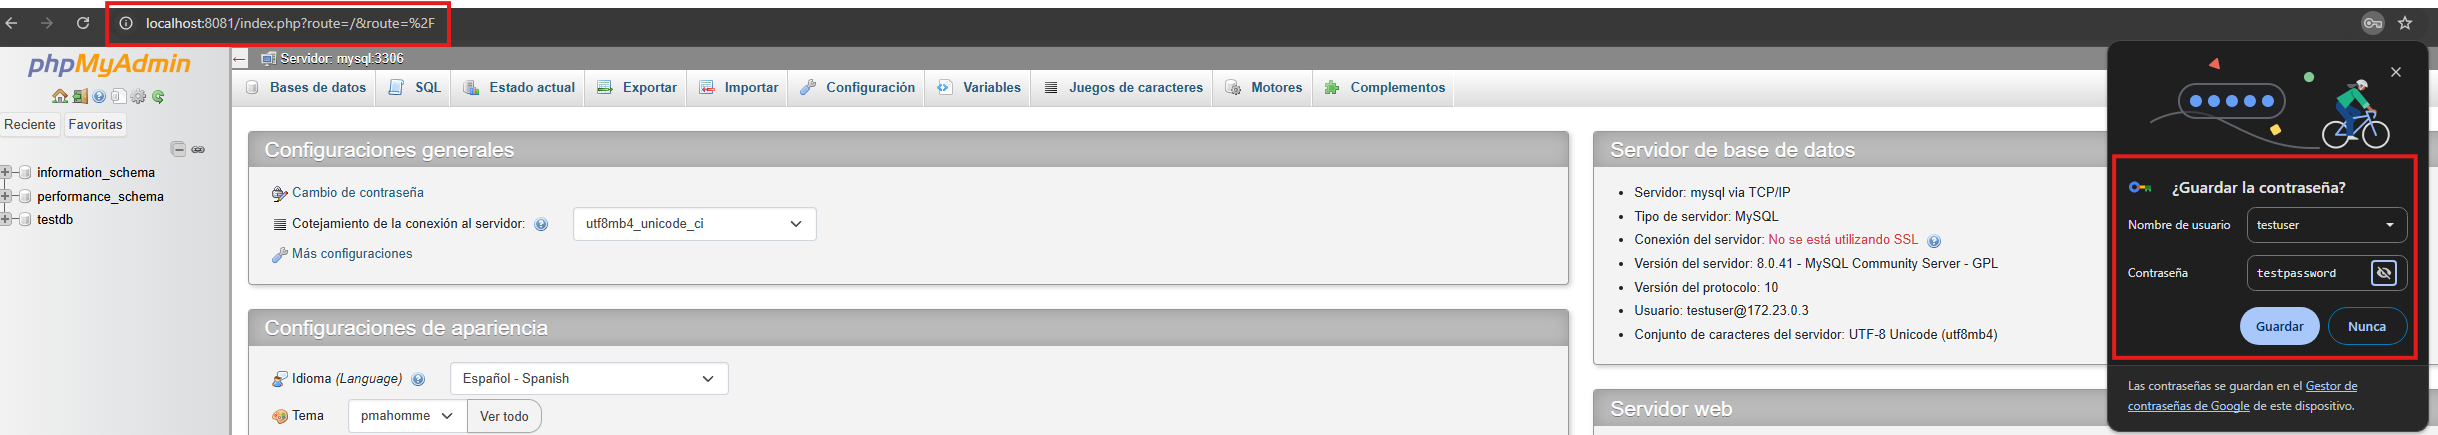 localhost:8081/index.php?route=/&route=%2F
phpMyAdmin
Reciente Favoritas
information_schema
performance_schema
testdb
Servidor: mysql:3306
Bases de datos SQL Estado actual Exportar Importar Configuración Variables Juegos de caracteres Motores Complementos
Configuraciones generales
Cambio de contraseña
Cotejamiento de la conexión al servidor: utf8mb4_unicode_ci
Más configuraciones
Configuraciones de apariencia
Idioma (Language) Español - Spanish
Tema pmahomme Ver todo
Servidor de base de datos
• Servidor: mysql via TCP/IP
• Tipo de servidor: MySQL
• Conexión del servidor: No se está utilizando SSL
• Versión del servidor: 8.0.41 - MySQL Community Server - GPL
• Versión del protocolo: 10
• Usuario: testuser@172.23.0.3
• Conjunto de caracteres del servidor: UTF-8 Unicode (utf8mb4)
Servidor web
¿Guardar la contraseña?
Nombre de usuario testuser
Contraseña testpassword
Guardar Nunca
Las contraseñas se guardan en el Gestor de
contraseñas de Google de este dispositivo.